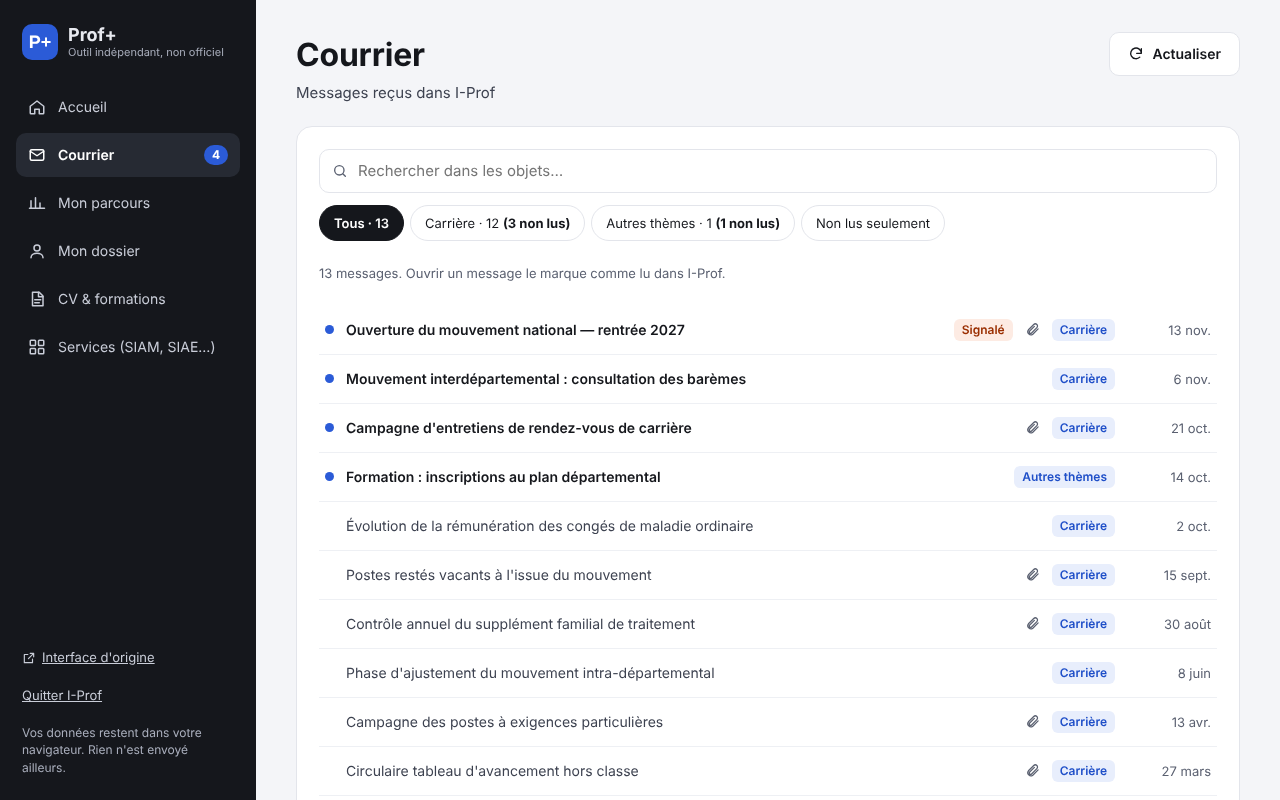 P+
Prof+
Outil indépendant, non officiel
Accueil
Courrier 4
Mon parcours
Mon dossier
CV & formations
Services (SIAM, SIAE…)
Interface d'origine
Quitter I-Prof
Vos données restent dans votre
navigateur. Rien n'est envoyé
ailleurs.
Courrier
Messages reçus dans I-Prof
Actualiser
Rechercher dans les objets…
Tous · 13 Carrière · 12 (3 non lus) Autres thèmes · 1 (1 non lus) Non lus seulement
13 messages. Ouvrir un message le marque comme lu dans I-Prof.
Ouverture du mouvement national — rentrée 2027 Signalé Carrière 13 nov.
Mouvement interdépartemental : consultation des barèmes Carrière 6 nov.
Campagne d'entretiens de rendez-vous de carrière Carrière 21 oct.
Formation : inscriptions au plan départemental Autres thèmes 14 oct.
Évolution de la rémunération des congés de maladie ordinaire Carrière 2 oct.
Postes restés vacants à l'issue du mouvement Carrière 15 sept.
Contrôle annuel du supplément familial de traitement Carrière 30 août
Phase d'ajustement du mouvement intra-départemental Carrière 8 juin
Campagne des postes à exigences particulières Carrière 13 avr.
Circulaire tableau d'avancement hors classe Carrière 27 mars